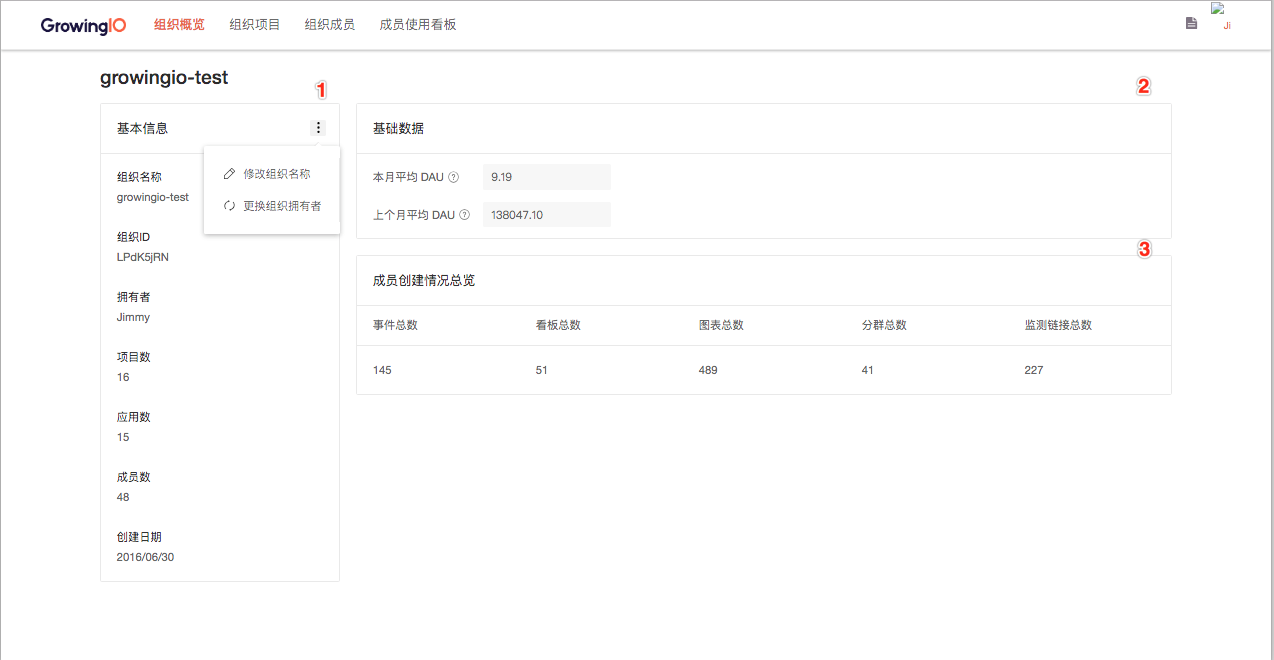 GrowingIO 组织概览 组织项目 组织成员 成员使用看板 Ji
growingio-test
1
2
基本信息
修改组织名称
更换组织拥有者
组织名称
growingio-test
组织ID
LPdK5jRN
拥有者
Jimmy
项目数
16
应用数
15
成员数
48
创建日期
2016/06/30
基础数据
本月平均 DAU ? 9.19
上个月平均 DAU ? 138047.10
3
成员创建情况总览
事件总数 看板总数 图表总数 分群总数 监测链接总数
145 51 489 41 227